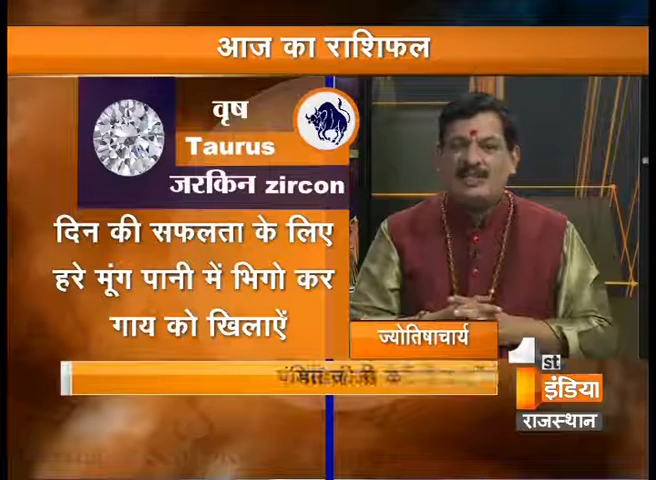 आज का राशिफल
वृष
Taurus
जरकिन zircon
दिन की सफलता के लिए
हरे मूंग पानी में भिगो कर
गाय को खिलाऐं
ज्योतिषाचार्य
1st
इंडिया
राजस्थान